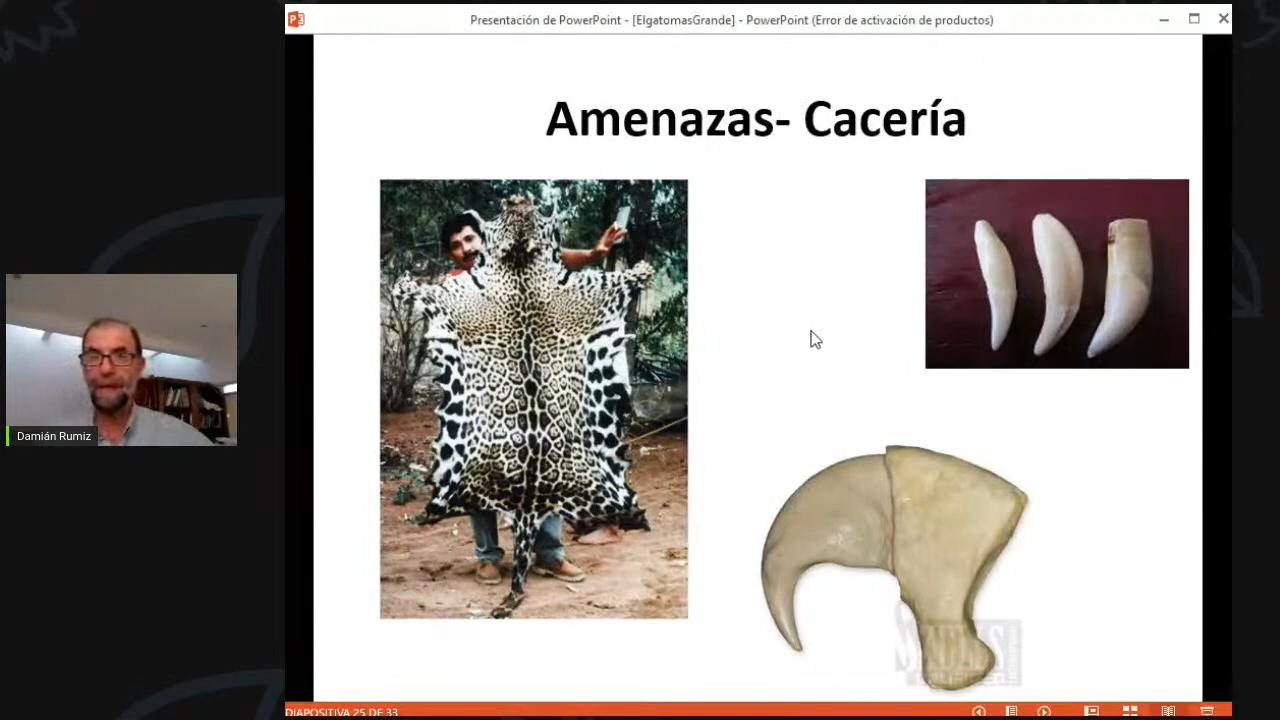 Presentación de PowerPoint - [ElgatomasGrande] - PowerPoint (Error de activación de productos)
Amenazas- Cacería
Damián Rumiz
DIAPOSITIVA 25 DE 33